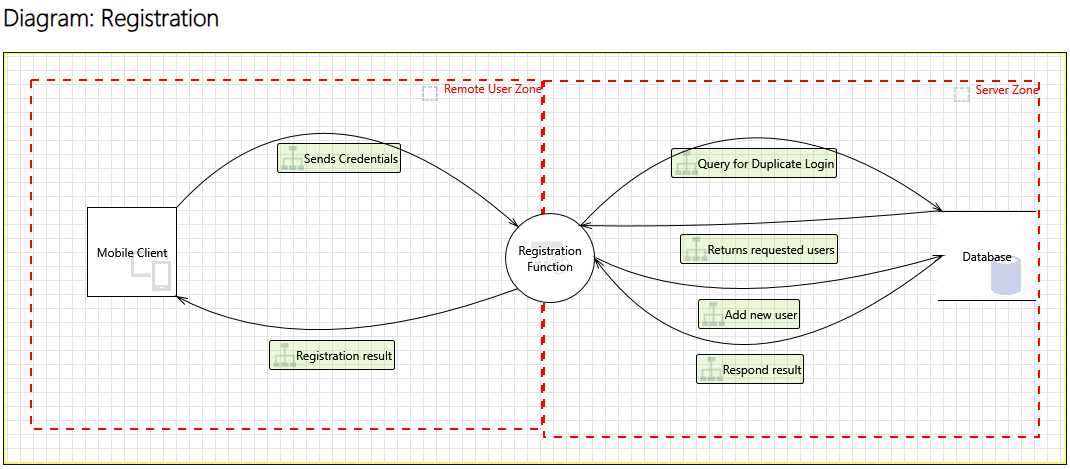 Diagram: Registration
Remote User Zone
Server Zone
Sends Credentials
Query for Duplicate Login
Mobile Client
Registration
Function
Returns requested users
Database
Add new user
Registration result
Respond result